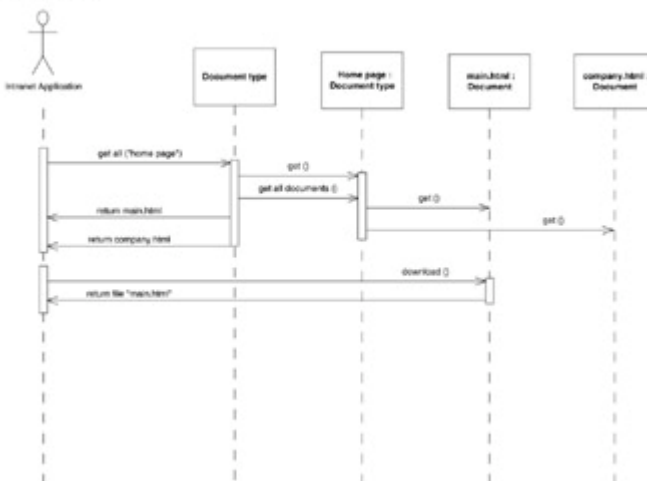 Intranet Application
Document type
Home page :
Document type
main.html :
Document
company.html :
Document
get all ("home page")
get ()
get all documents ()
return main.html
get ()
get ()
return company html
download ()
return file "main.html"